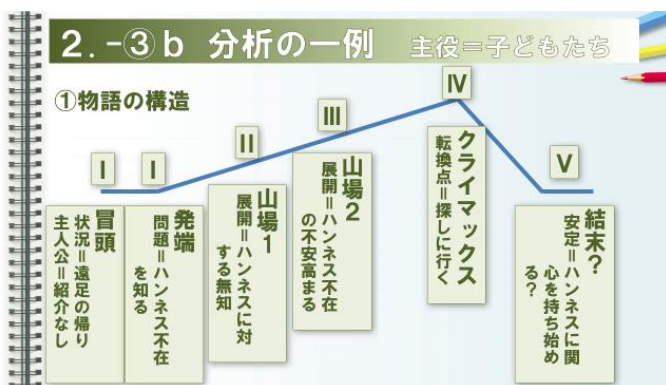 2.-③b 分析の一例 主役=子どもたち
①物語の構造
I
I
II
III
IV
V
冒頭
状況=遠足の帰り
主人公=紹介なし
発端
問題=ハンネス不在
を知る
山場1
展開=ハンネスに対
する無知
山場2
展開=ハンネス不在
の不安高まる
クライマックス
転換点=探しに行く
結末?
安定=ハンネスに関
心を持ち始め
る?